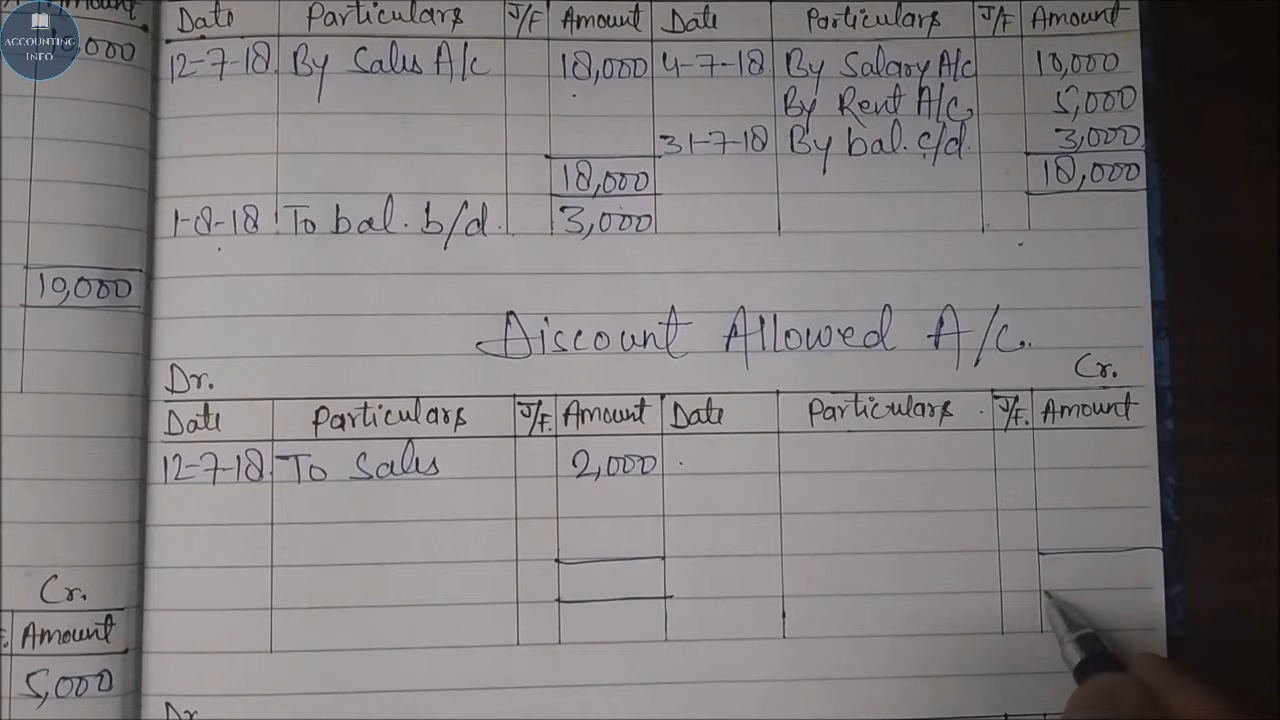 ACCOUNTING
INFO
Amount
Date Particulars J/F Amount Date Particulars J/F Amount
12-7-18 By Sales A/c 18,000 4-7-18 By Salary A/c 10,000
By Rent A/c 5,000
31-7-18 By bal. c/d. 3,000
18,000 18,000
1-8-18 To bal. b/d. 3,000
10,000
Discount Allowed A/c.
Dr. Cr.
Date Particulars J/F. Amount Date Particulars J/F. Amount
12-7-18 To Sales 2,000
Cr.
Amount
5,000
Dr.